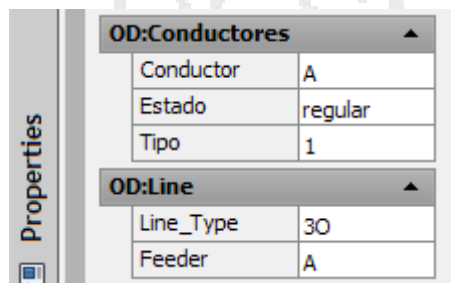 OD:Conductores
Conductor A
Estado regular
Tipo 1
OD:Line
Line_Type 3O
Feeder A
Properties